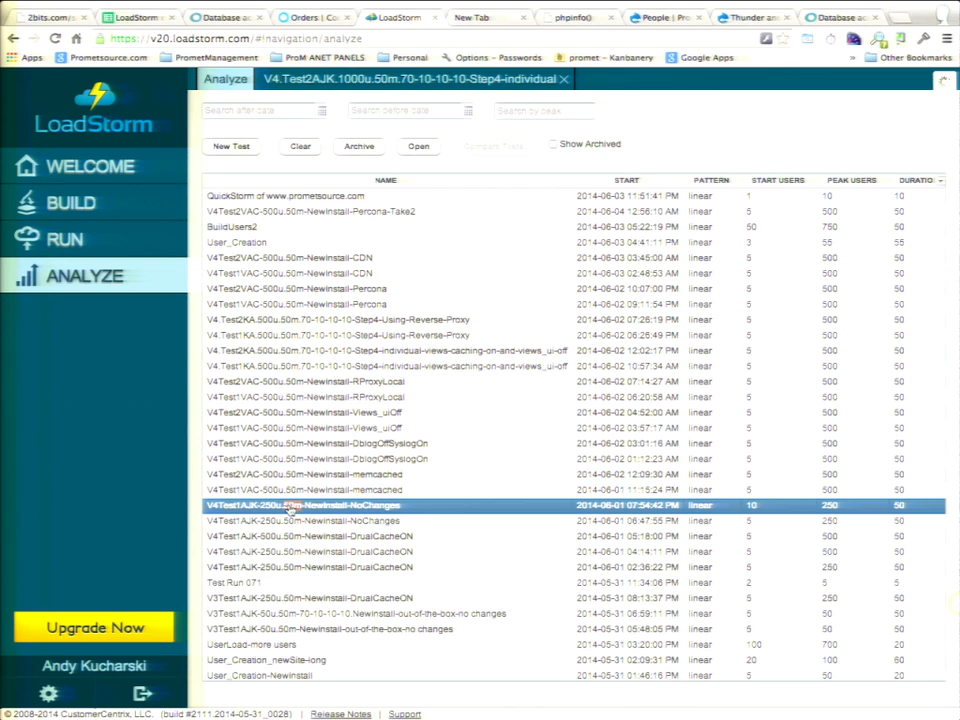 2bits.com/s
LoadStorm
Database ac
Orders | Co
LoadStorm
New Tab
phpinfo()
People | Pro
Thunder an
Database ac
https://v20.loadstorm.com/#!navigation/analyze
Apps Prometsource.com PrometManagement ProM ANET PANELS Personal Options - Passwords promet - Kanbanery Google Apps » Other Bookmarks
LoadStorm
WELCOME
BUILD
RUN
ANALYZE
Upgrade Now
Andy Kucharski
Analyze V4.Test2AJK.1000u.50m.70-10-10-10-Step4-individual
Search after date Search before date Search by peak
New Test Clear Archive Open Compare Tests Show Archived
NAME START PATTERN START USERS PEAK USERS DURATIO
QuickStorm of www.prometsource.com 2014-06-03 11:51:41 PM linear 1 10 10
V4Test2VAC-500u.50m-NewInstall-Percona-Take2 2014-06-04 12:56:10 AM linear 5 500 50
BuildUsers2 2014-06-03 05:22:19 PM linear 50 750 50
User_Creation 2014-06-03 04:41:11 PM linear 3 55 55
V4Test2VAC-500u.50m-NewInstall-CDN 2014-06-03 03:45:00 AM linear 5 500 50
V4Test1VAC-500u.50m-NewInstall-CDN 2014-06-03 02:48:53 AM linear 5 500 50
V4Test2VAC-500u.50m-NewInstall-Percona 2014-06-02 10:07:00 PM linear 5 500 50
V4Test1VAC-500u.50m-NewInstall-Percona 2014-06-02 09:11:54 PM linear 5 500 50
V4.Test2KA.500u.50m.70-10-10-10-Step4-Using-Reverse-Proxy 2014-06-02 07:26:19 PM linear 5 500 50
V4.Test1KA.500u.50m.70-10-10-10-Step4-Using-Reverse-Proxy 2014-06-02 06:26:49 PM linear 5 500 50
V4.Test2KA.500u.50m.70-10-10-10-Step4-individual-views-caching-on-and-views_ui-off 2014-06-02 12:02:17 PM linear 5 500 50
V4.Test1KA.500u.50m.70-10-10-10-Step4-individual-views-caching-on-and-views_ui-off 2014-06-02 10:57:34 AM linear 5 500 50
V4Test2VAC-500u.50m-NewInstall-RProxyLocal 2014-06-02 07:14:27 AM linear 5 500 50
V4Test1VAC-500u.50m-NewInstall-RProxyLocal 2014-06-02 06:20:58 AM linear 5 500 50
V4Test2VAC-500u.50m-NewInstall-Views_uiOff 2014-06-02 04:52:00 AM linear 5 500 50
V4Test1VAC-500u.50m-NewInstall-Views_uiOff 2014-06-02 03:57:17 AM linear 5 500 50
V4Test2VAC-500u.50m-NewInstall-DblogOffSyslogOn 2014-06-02 03:01:16 AM linear 5 500 50
V4Test1VAC-500u.50m-NewInstall-DblogOffSyslogOn 2014-06-02 01:12:23 AM linear 5 500 50
V4Test2VAC-500u.50m-NewInstall-memcached 2014-06-02 12:09:30 AM linear 5 500 50
V4Test1VAC-500u.50m-NewInstall-memcached 2014-06-01 11:15:24 PM linear 5 500 50
V4Test1AJK-250u.50m-NewInstall-NoChanges 2014-06-01 07:54:42 PM linear 10 250 50
V4Test1AJK-250u.50m-NewInstall-NoChanges 2014-06-01 06:47:55 PM linear 5 250 50
V4Test1AJK-500u.50m-NewInstall-DrualCacheON 2014-06-01 05:18:00 PM linear 5 500 50
V4Test1AJK-250u.50m-NewInstall-DrualCacheON 2014-06-01 04:14:11 PM linear 5 250 50
V4Test1AJK-250u.50m-NewInstall-DrualCacheON 2014-06-01 02:36:22 PM linear 5 250 50
Test Run 071 2014-05-31 11:34:06 PM linear 2 5 5
V3Test1AJK-250u.50m-NewInstall-DrualCacheON 2014-05-31 08:13:37 PM linear 5 250 50
V3Test1AJK-50u.50m-70-10-10-10.NewInstall-out-of-the-box-no changes 2014-05-31 06:59:11 PM linear 5 50 50
V3Test1AJK-50u.50m-NewInstall-out-of-the-box-no changes 2014-05-31 05:48:05 PM linear 5 50 50
UserLoad-more users 2014-05-31 03:20:00 PM linear 100 700 20
User_Creation_newSite-long 2014-05-31 02:09:31 PM linear 20 100 60
User_Creation-NewInstall 2014-05-31 01:46:16 PM linear 5 50 20
© 2008-2014 CustomerCentrix, LLC. (build #2111.2014-05-31_0028) Release Notes Support